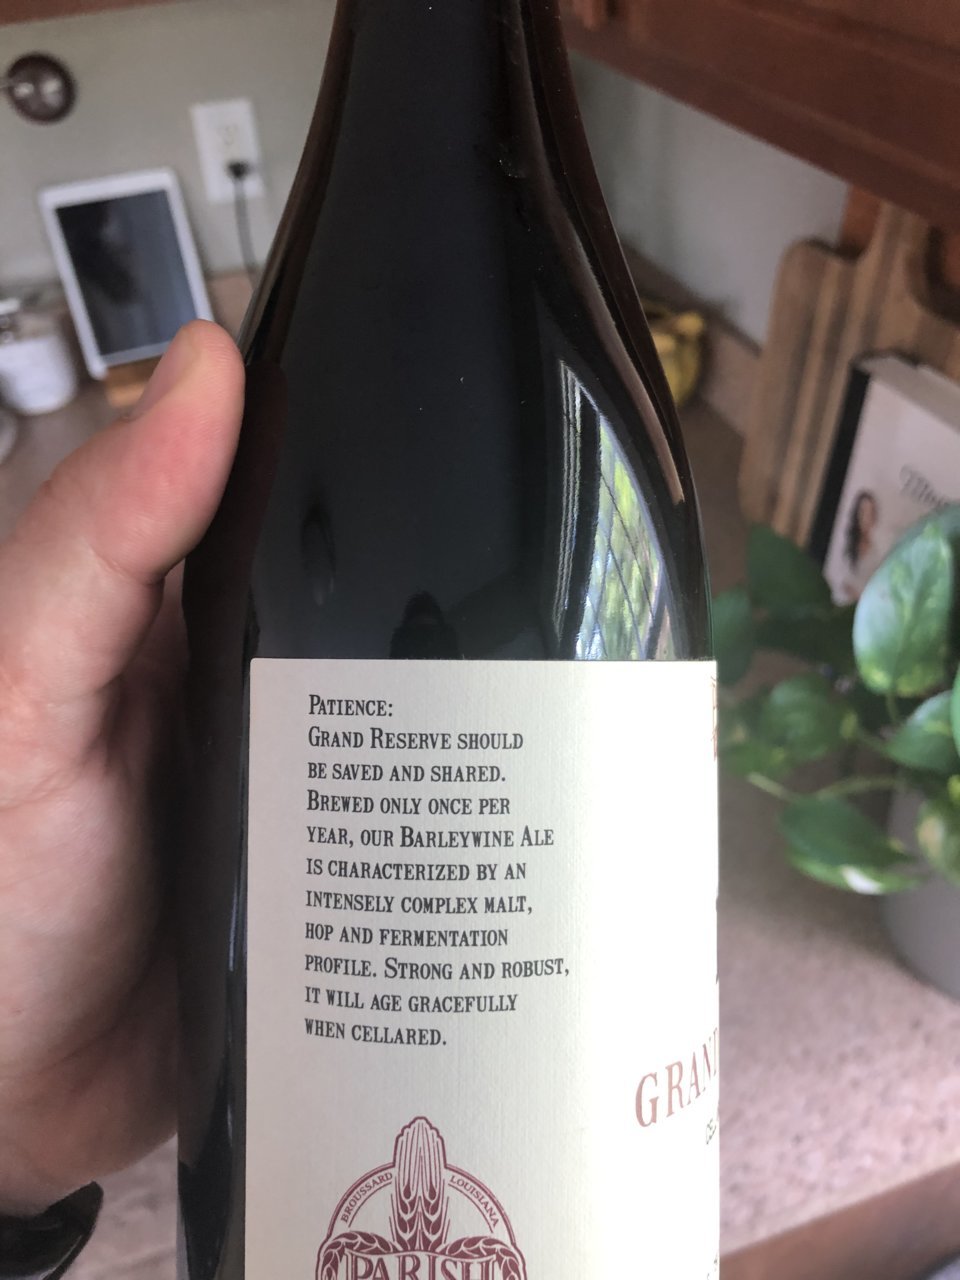 PATIENCE:
GRAND RESERVE SHOULD
BE SAVED AND SHARED.
BREWED ONLY ONCE PER
YEAR, OUR BARLEYWINE ALE
IS CHARACTERIZED BY AN
INTENSELY COMPLEX MALT,
HOP AND FERMENTATION
PROFILE. STRONG AND ROBUST,
IT WILL AGE GRACEFULLY
WHEN CELLARED.
BROUSSARD LOUISIANA
PARISH
GRAND